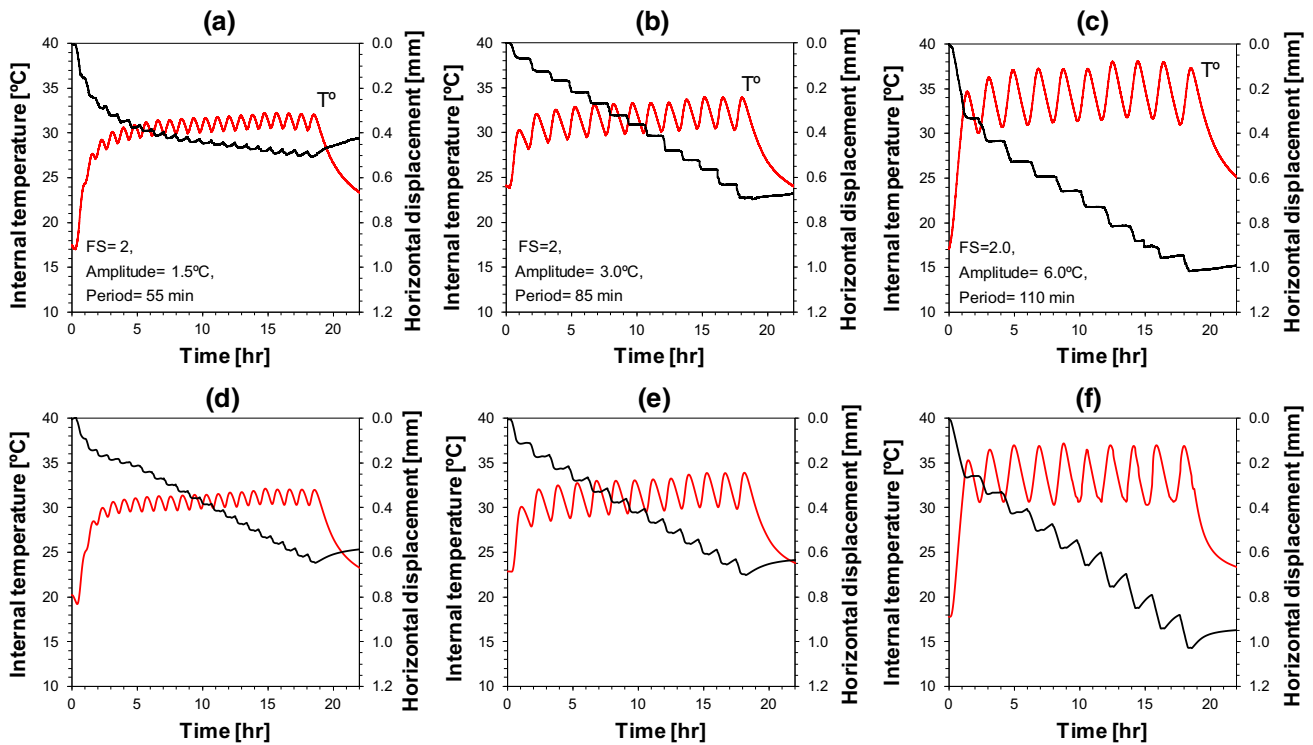 (a)
Internal temperature [ºC]
40
35
30
25
20
15
10
0.0
0.2
0.4
0.6
0.8
1.0
1.2
Horizontal displacement [mm]
Tº
FS= 2,
Amplitude= 1.5ºC,
Period= 55 min
0 5 10 15 20
Time [hr]
(b)
Internal temperature [ºC]
40
35
30
25
20
15
10
0.0
0.2
0.4
0.6
0.8
1.0
1.2
Horizontal displacement [mm]
Tº
FS=2,
Amplitude= 3.0ºC,
Period= 85 min
0 5 10 15 20
Time [hr]
(c)
Internal temperature [ºC]
40
35
30
25
20
15
10
0.0
0.2
0.4
0.6
0.8
1.0
1.2
Horizontal displacement [mm]
Tº
FS=2.0,
Amplitude= 6.0ºC,
Period= 110 min
0 5 10 15 20
Time [hr]
(d)
Internal temperature [ºC]
40
35
30
25
20
15
10
0.0
0.2
0.4
0.6
0.8
1.0
1.2
Horizontal displacement [mm]
0 5 10 15 20
Time [hr]
(e)
Internal temperature [ºC]
40
35
30
25
20
15
10
0.0
0.2
0.4
0.6
0.8
1.0
1.2
Horizontal displacement [mm]
0 5 10 15 20
Time [hr]
(f)
Internal temperature [ºC]
40
35
30
25
20
15
10
0.0
0.2
0.4
0.6
0.8
1.0
1.2
Horizontal displacement [mm]
0 5 10 15 20
Time [hr]